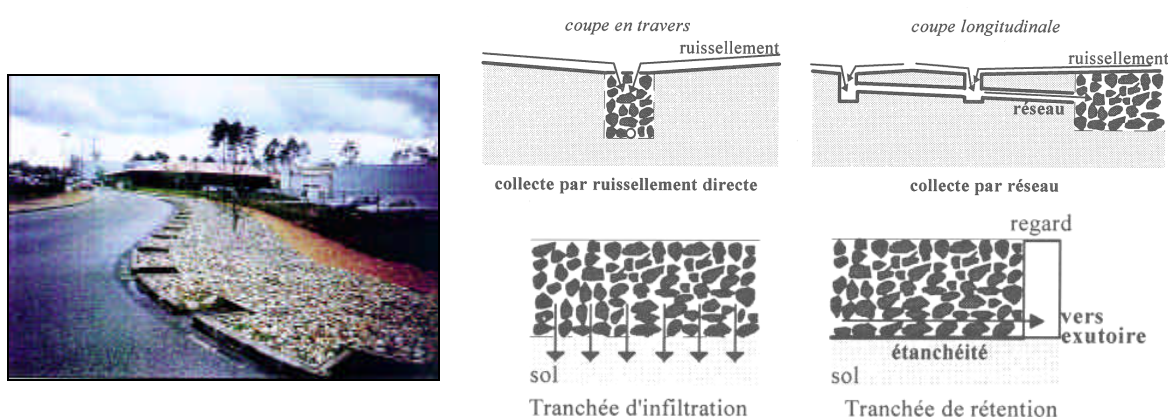 coupe en travers
ruissellement
collecte par ruissellement directe
coupe longitudinale
ruissellement
réseau
collecte par réseau
sol
Tranchée d'infiltration
regard
vers
exutoire
étanchéité
sol
Tranchée de rétention